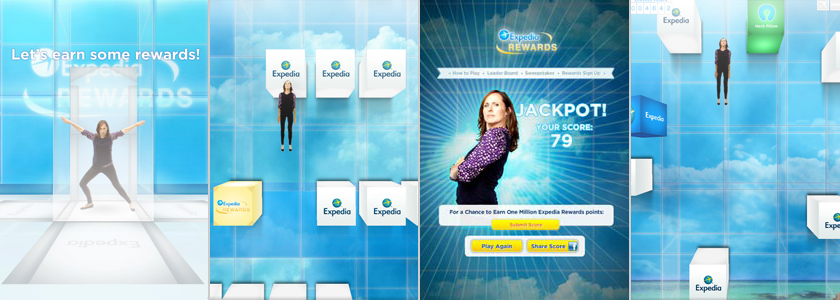 Let's earn some rewards!
Expedia
REWARDS
Expedia
Expedia
Expedia
Expedia
Expedia
REWARDS
Expedia
Expedia
Expedia
REWARDS
How to Play
Leader Board
Sweepstakes
Rewards Sign Up
JACKPOT!
YOUR SCORE:
79
For a Chance to Earn One Million Expedia Rewards points:
Submit Score
Play Again
Share Score
004642
Expedia
Expedia
Expedia